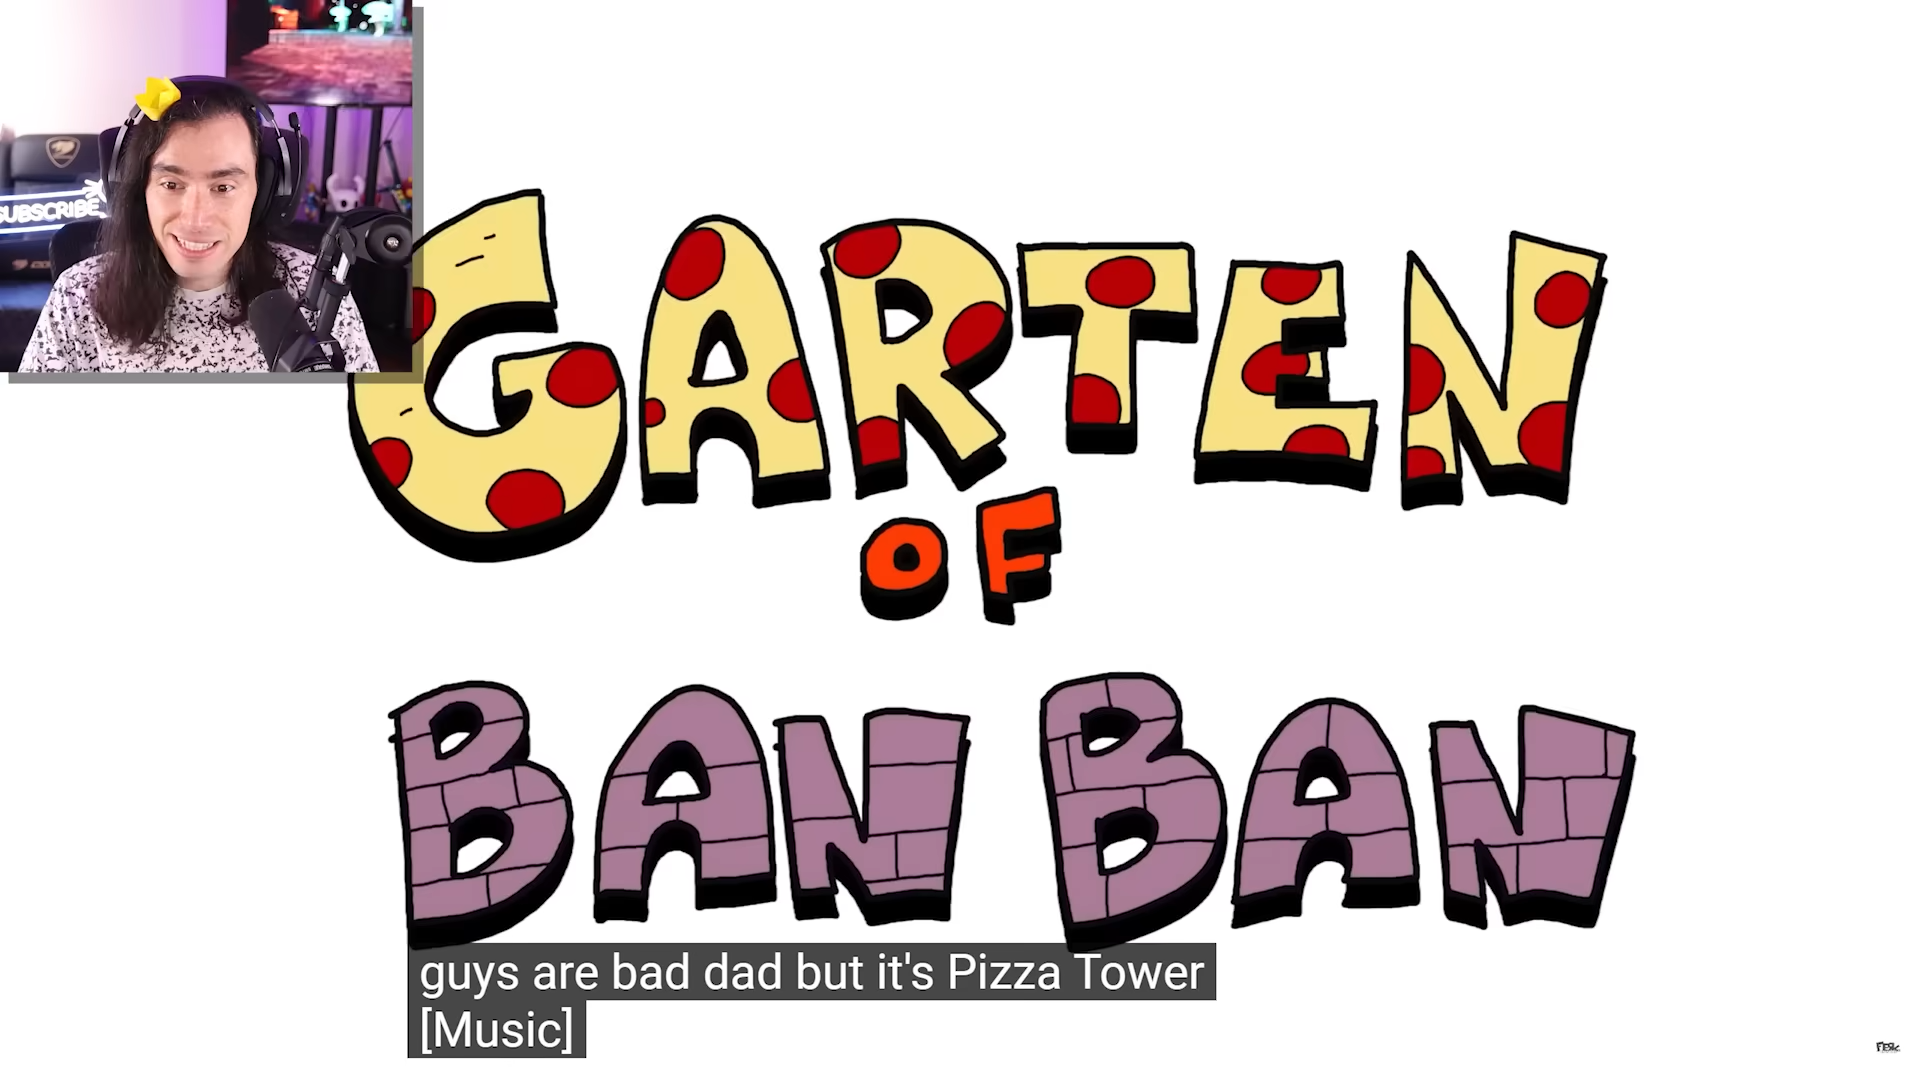 SUBSCRIBE
GARTEN
OF
BAN BAN
guys are bad dad but it's Pizza Tower
[Music]